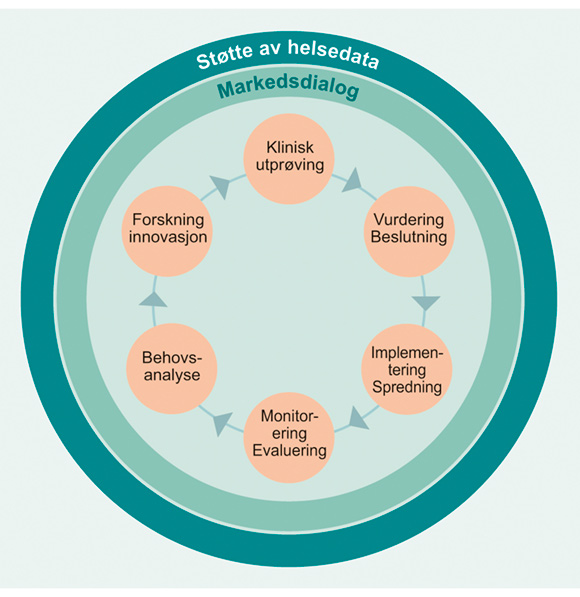 Støtte av helsedata
Markedsdialog
Klinisk
utprøving
Vurdering
Beslutning
Implemen-
tering
Spredning
Monitor-
ering
Evaluering
Behovs-
analyse
Forskning
innovasjon